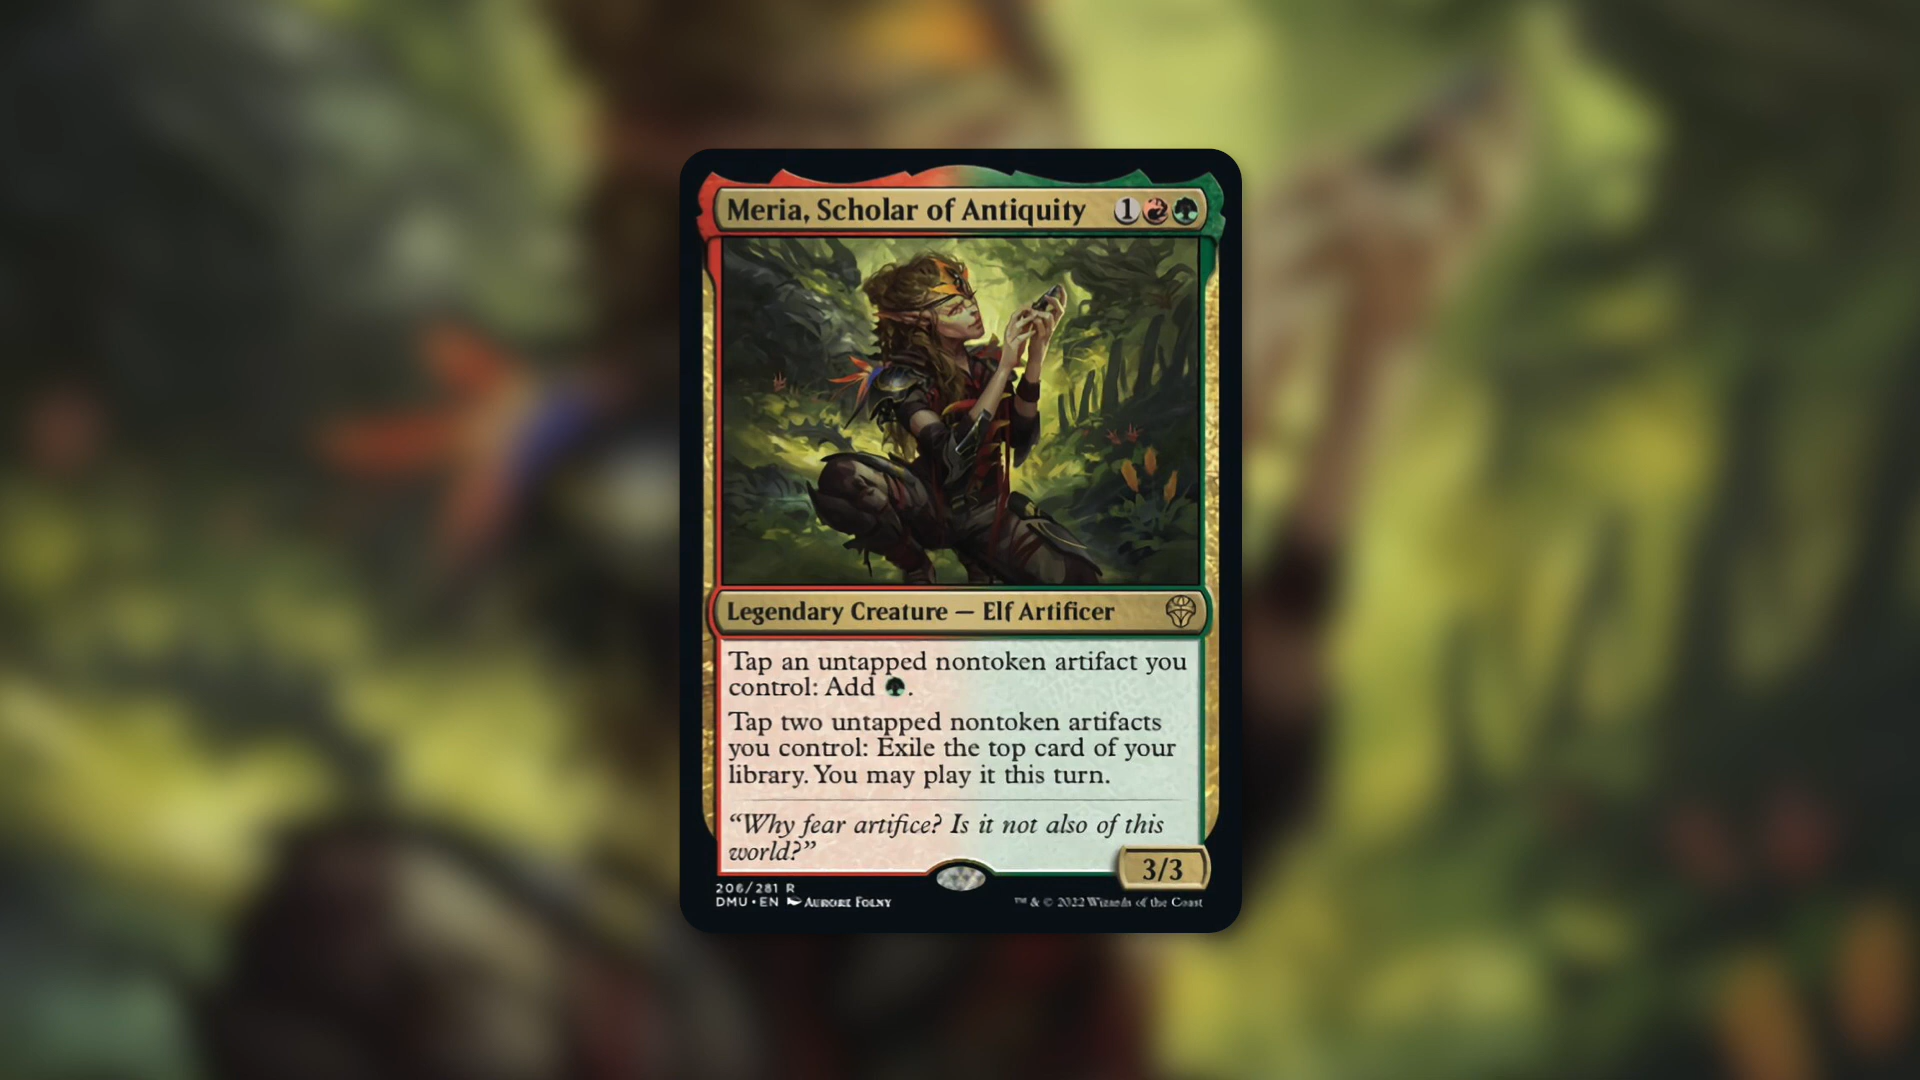 Meria, Scholar of Antiquity 1
Legendary Creature — Elf Artificer
Tap an untapped nontoken artifact you
control: Add .
Tap two untapped nontoken artifacts
you control: Exile the top card of your
library. You may play it this turn.
“Why fear artifice? Is it not also of this
world?”
3/3
206/281 R
DMU • EN Aurore Folny
™ & © 2022 Wizards of the Coast